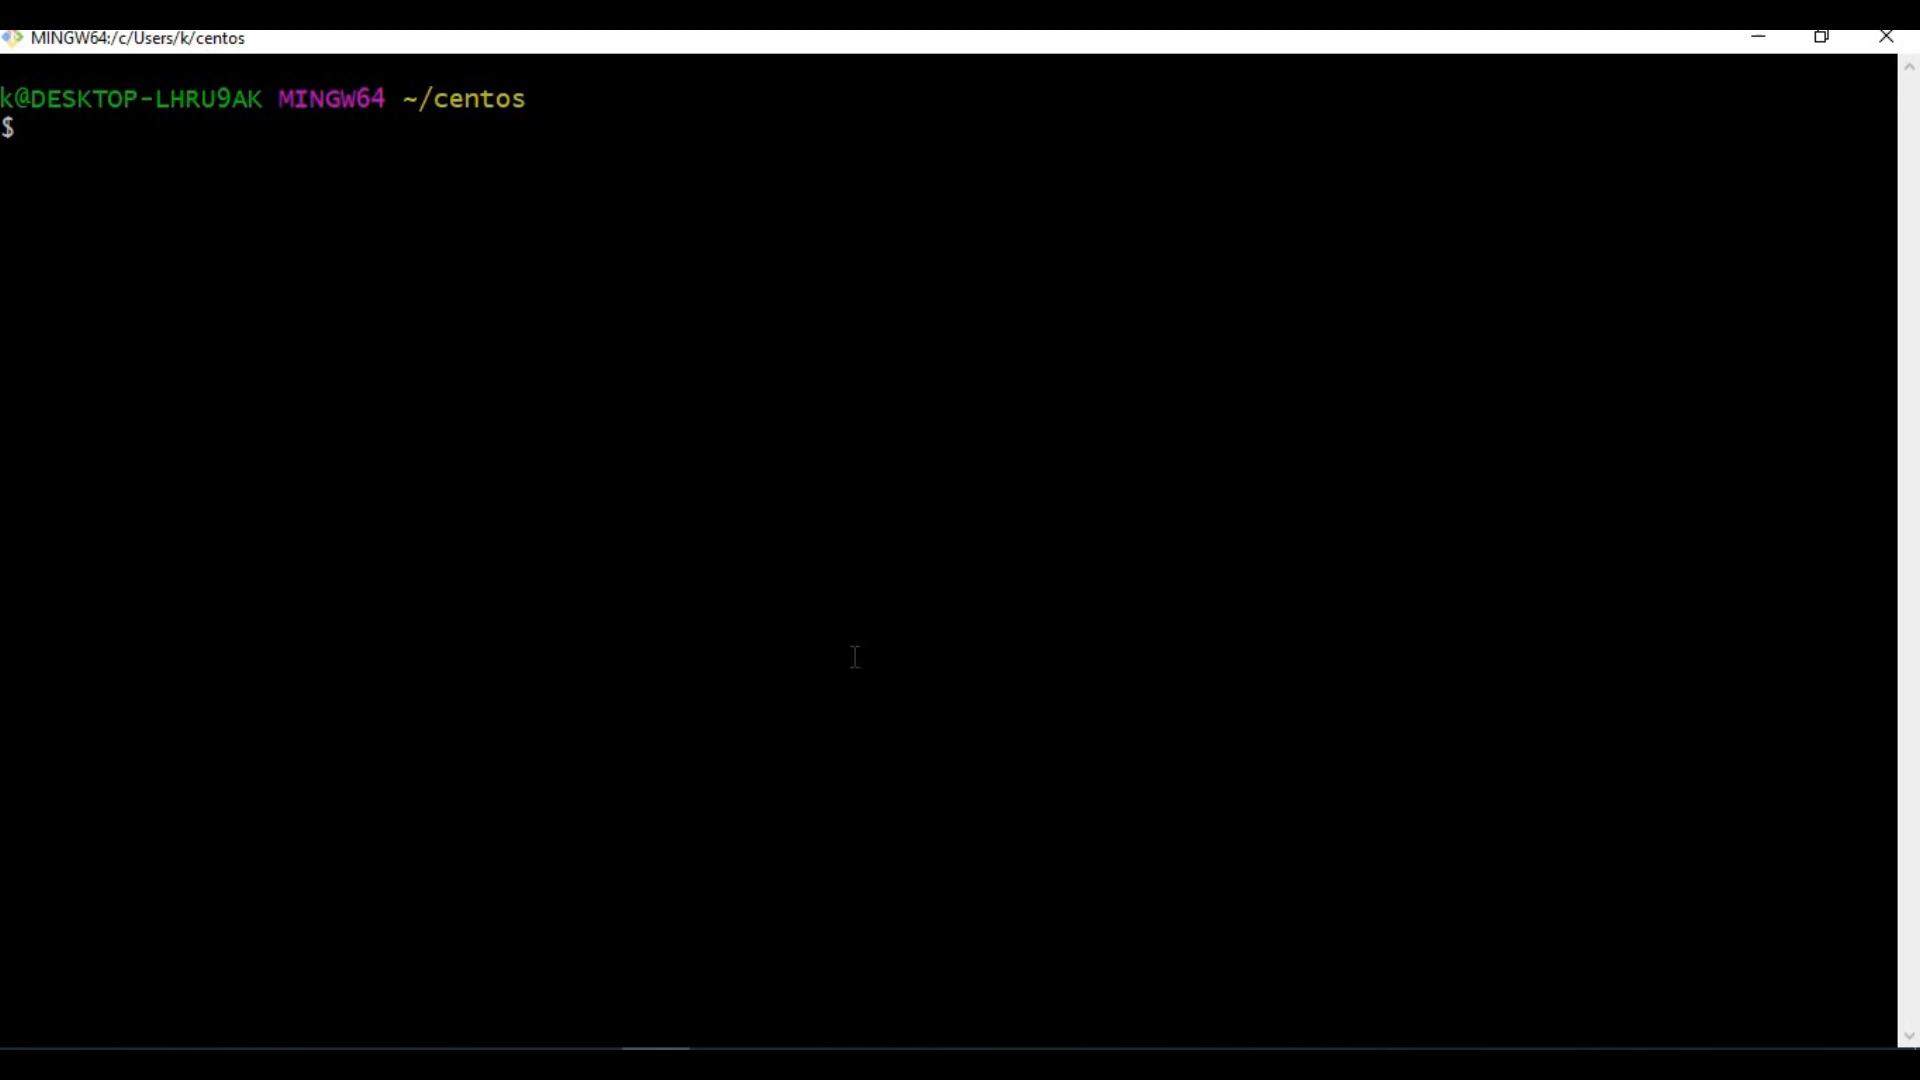 MINGW64:/c/Users/k/centos
k@DESKTOP-LHRU9AK MINGW64 ~/centos
$